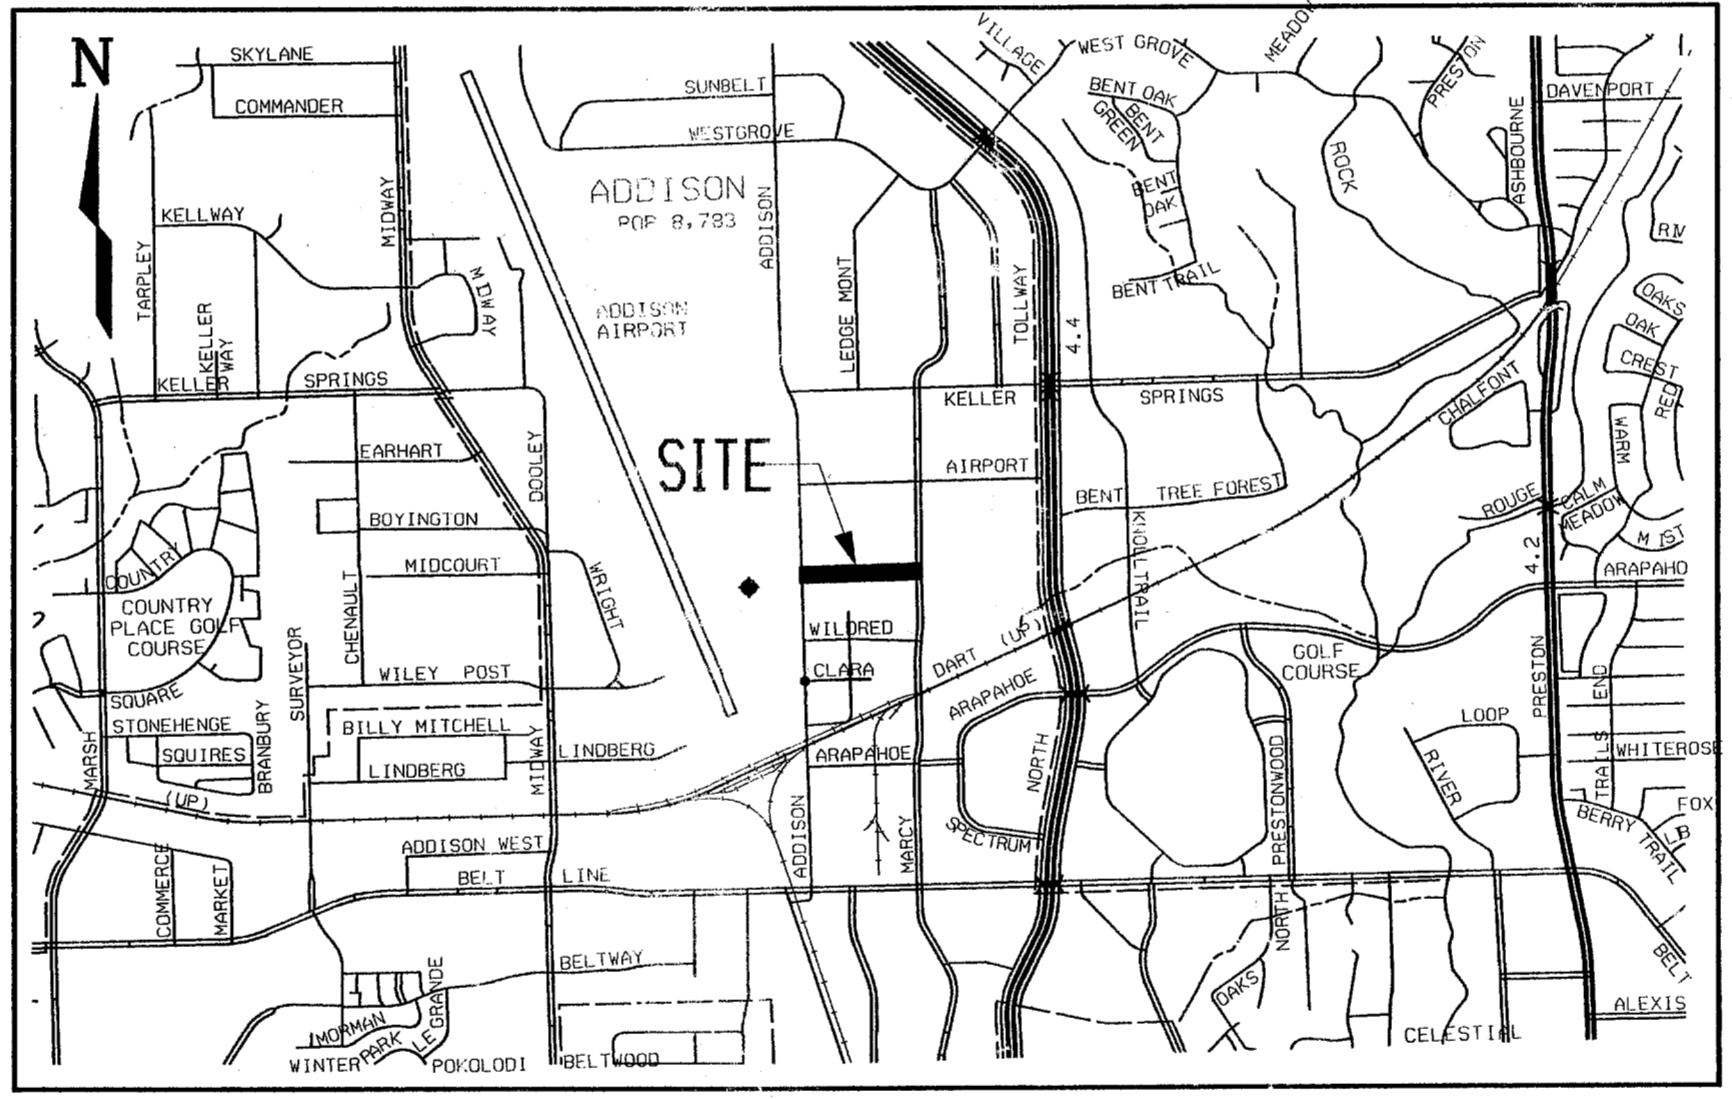 N
SKYLANE
COMMANDER
VILLAGE
WEST GROVE
MEADOW
PRESTON
SUNBELT
WESTGROVE
BENT OAK
BENT
GREEN
DAVENPORT
ASHBOURNE
ROCK
ADDISON
POP 8,783
ADDISON
MIDWAY
KELLWAY
TARPLEY
BENT
OAK
BENT TRAIL
MIDWAY
ADDISON
AIRPORT
LEDGE MONT
TOLLWAY
4.4
OAKS
OAK
CREST
RED
KELLER
WAY
KELLER
SPRINGS
KELLER
SPRINGS
CHALFONT
WARM
SITE
EARHART
DOOLEY
AIRPORT
BENT
TREE FOREST
ROUGE
CALM
MEADOW
MIST
BOYINGTON
MIDCOURT
KNOLL TRAIL
4.2
ARAPAHO
COUNTRY
COUNTRY
PLACE GOLF
COURSE
CHENAULT
WRIGHT
WILDRED
CLARA
DART
(UP)
GOLF
COURSE
PRESTON
SURVEYOR
WILEY POST
ARAPAHOE
SQUARE
STONEHENGE
SQUIRES
BRANBURY
BILLY MITCHELL
LINDBERG
LINDBERG
MIDWAY
ARAPAHOE
NORTH
PRESTONWOOD
LOOP
RIVER
TRAILS END
WHITEROSE
MARSH
(UP)
ADDISON
MARCY
SPECTRUM
FOX
BERRY TRAIL
ADDISON WEST
BELT
LINE
COMMERCE
MARKET
NORTH
BELT
BELTWAY
OAKS
ALEXIS
MORMAN
LE GRANDE
WINTER PARK
POKOLODI
BELTWOOD
CELESTIAL